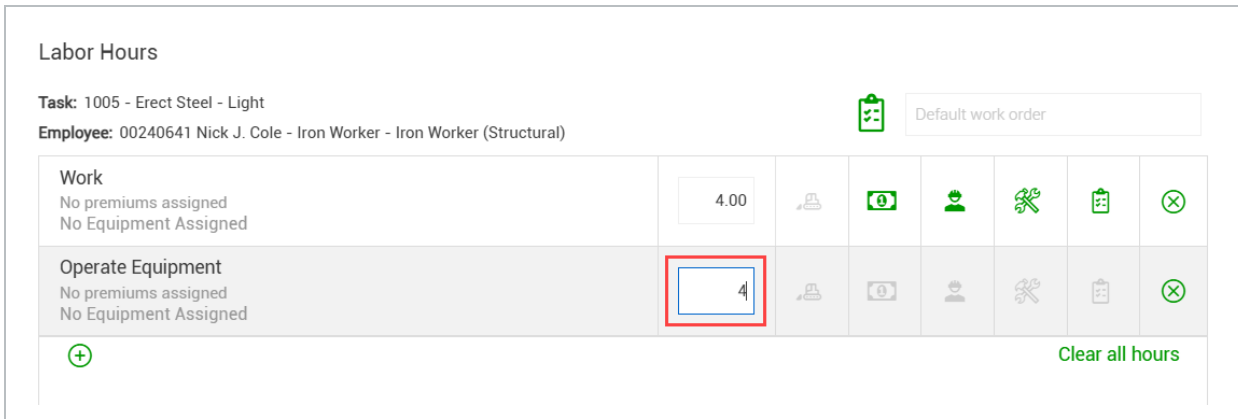 Labor Hours
Task: 1005 - Erect Steel - Light
Default work order
Employee: 00240641 Nick J. Cole - Iron Worker - Iron Worker (Structural)
Work
No premiums assigned
No Equipment Assigned
4.00
Operate Equipment
No premiums assigned
No Equipment Assigned
4
Clear all hours